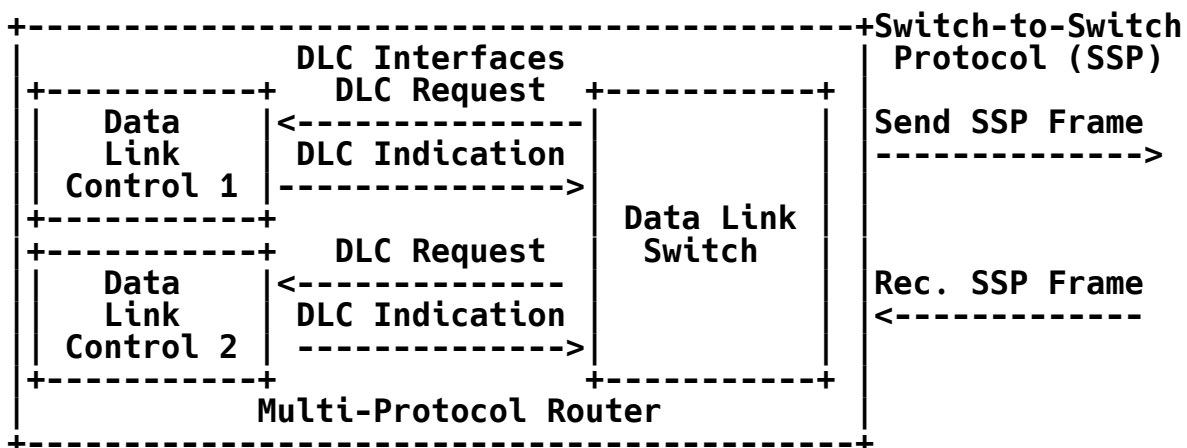 +-------------------------------------------+Switch-to-Switch
|              DLC Interfaces               | Protocol (SSP)
|+-----------+   DLC Request  +-----------+ |
||   Data    |<---------------|           | |Send SSP Frame
||   Link    | DLC Indication |           | |-------------->
|| Control 1 |--------------->|           | |
|+-----------+                | Data Link | |
|+-----------+   DLC Request  |  Switch   | |
||   Data    |<-------------- |           | |Rec. SSP Frame
||   Link    | DLC Indication |           | |<-------------
|| Control 2 | -------------->|           | |
|+-----------+                +-----------+ |
|            Multi-Protocol Router          |
+-------------------------------------------+